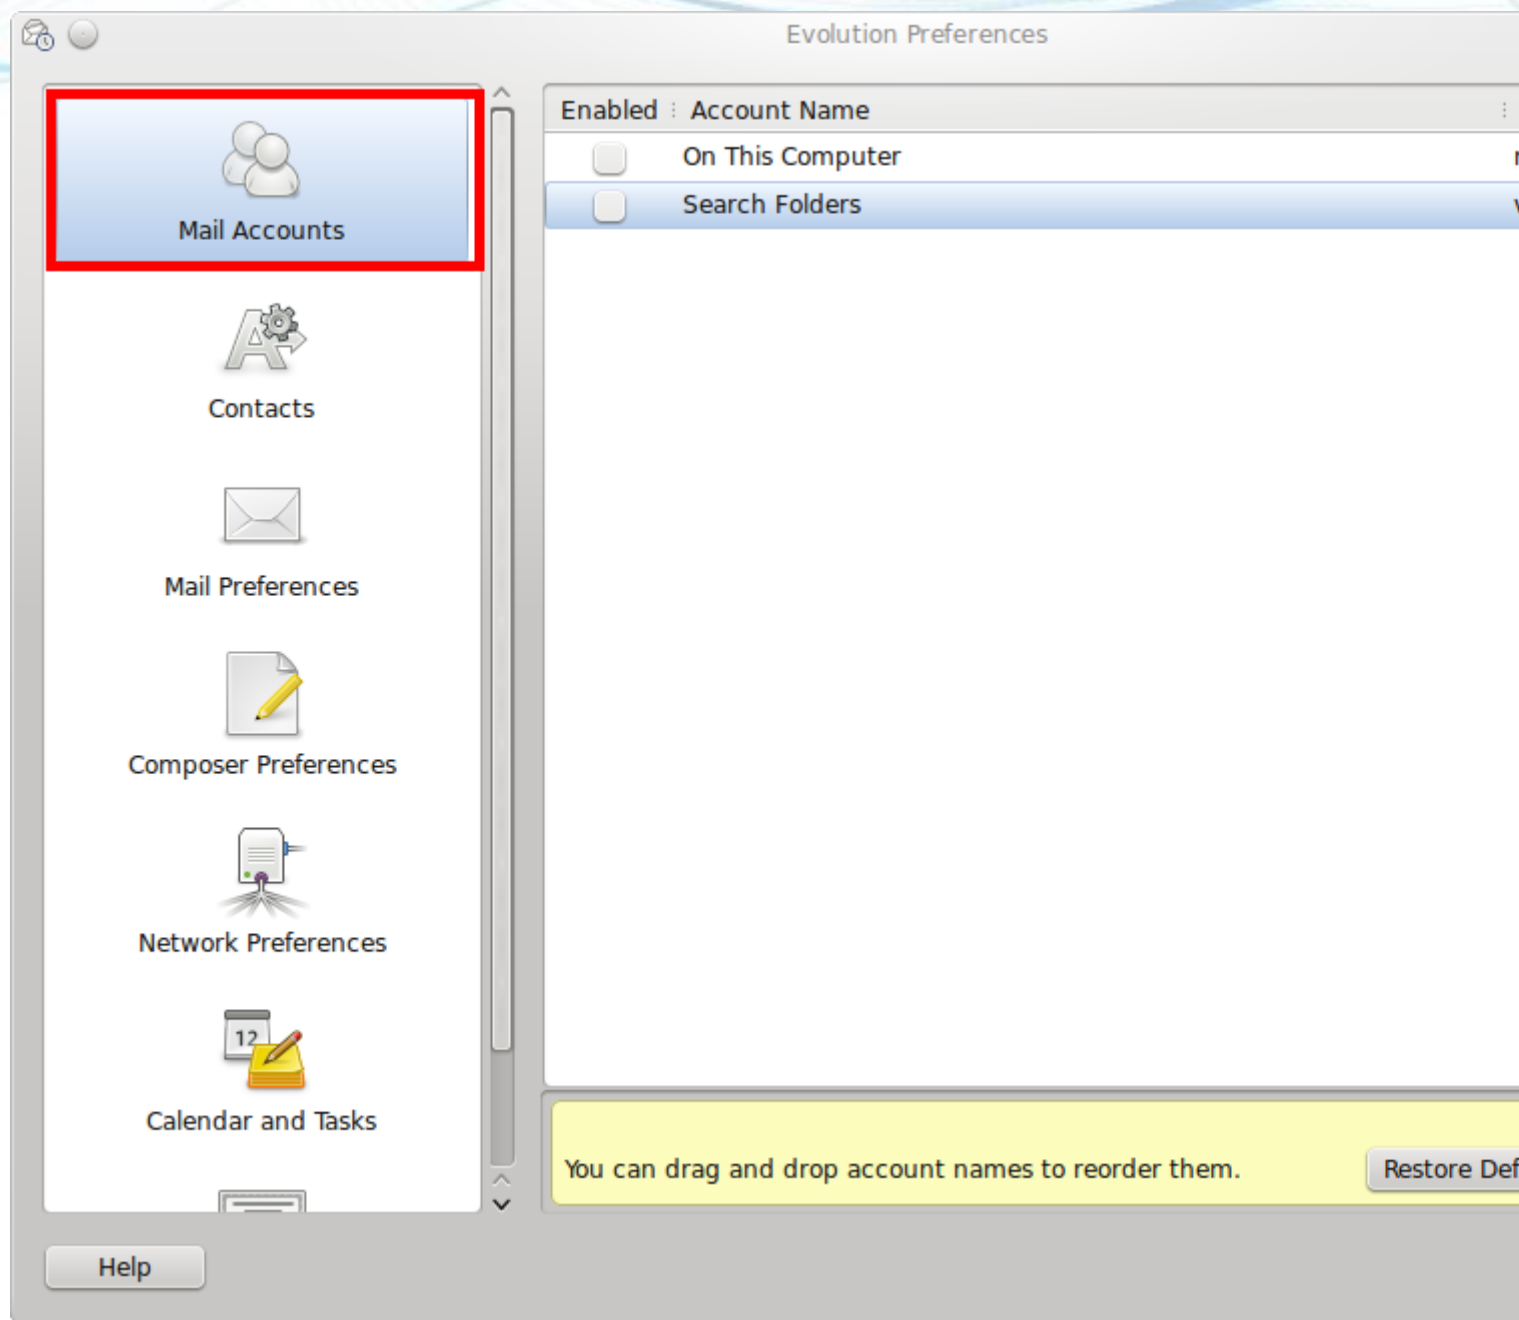 Evolution Preferences
Enabled Account Name
On This Computer
Search Folders
Mail Accounts
Contacts
Mail Preferences
Composer Preferences
Network Preferences
12
Calendar and Tasks
You can drag and drop account names to reorder them.
Restore
Help